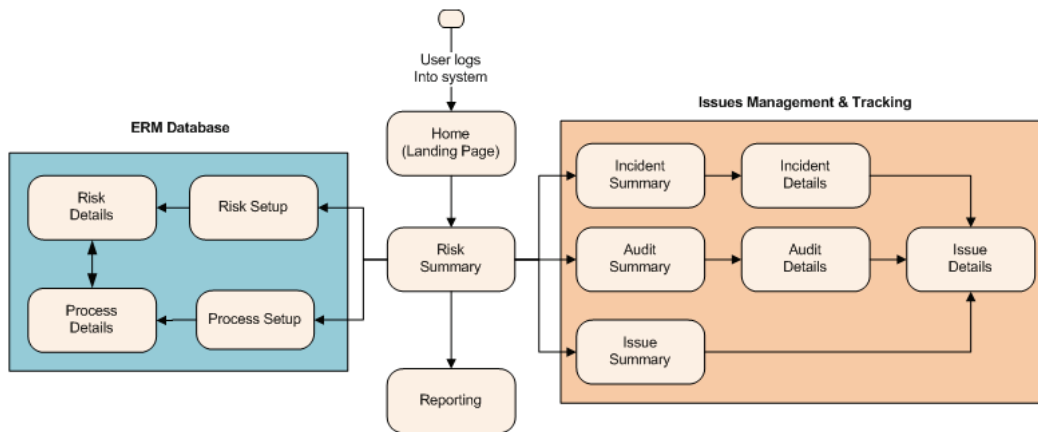 User logs
Into system
Issues Management & Tracking
ERM Database
Home
(Landing Page)
Incident
Summary
Incident
Details
Risk
Details
Risk Setup
Risk
Summary
Audit
Summary
Audit
Details
Issue
Details
Process
Details
Process Setup
Issue
Summary
Reporting